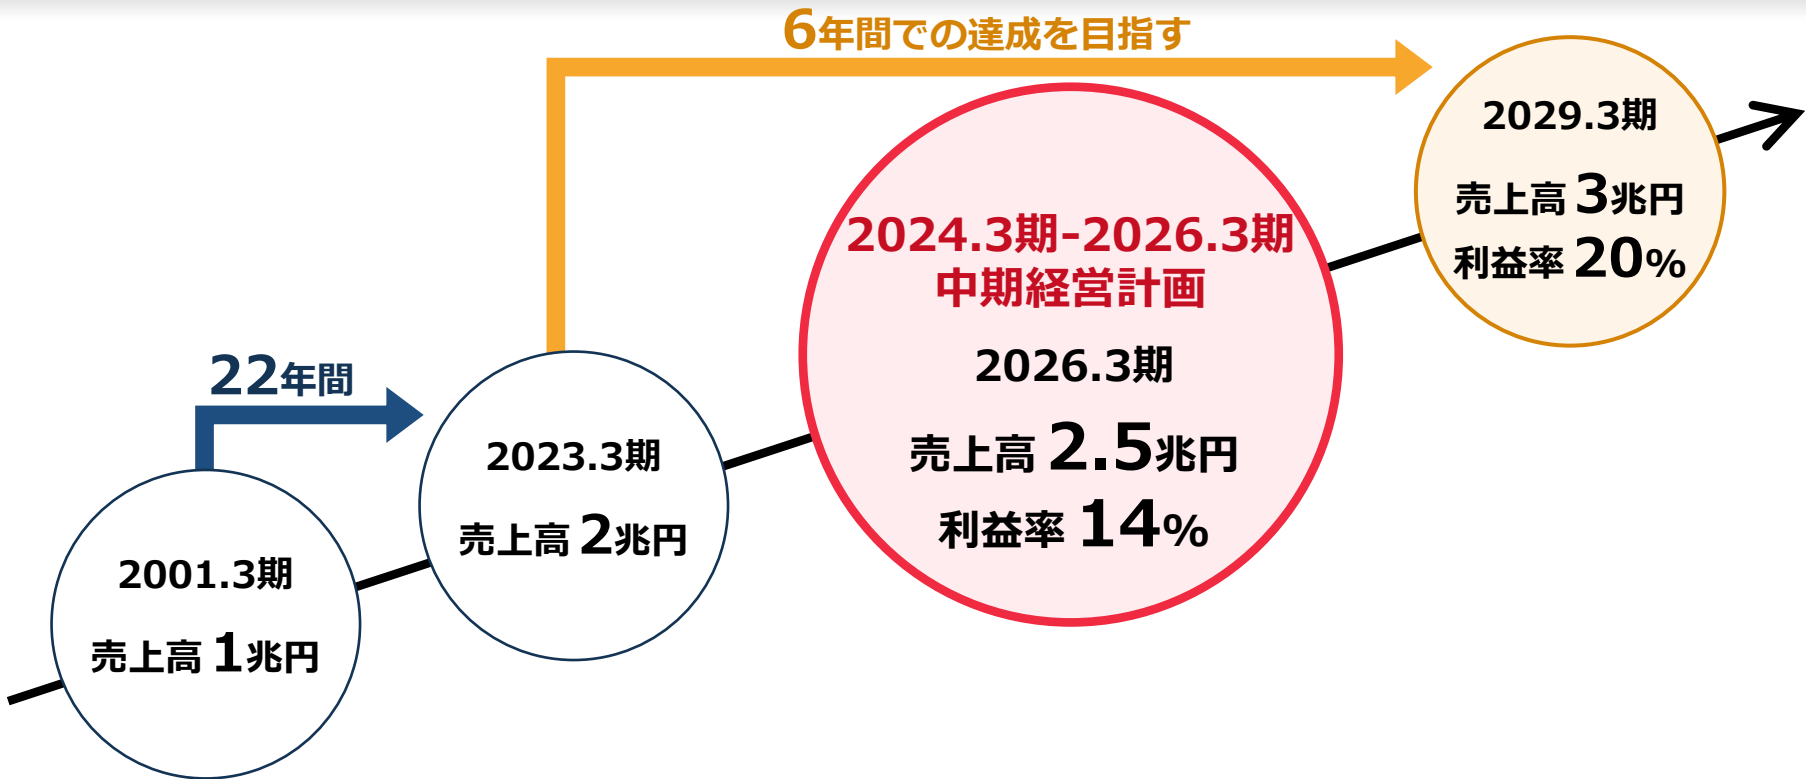 6年間での達成を目指す
22年間
2001.3期
売上高 1兆円
2023.3期
売上高 2兆円
2024.3期-2026.3期
中期経営計画
2026.3期
売上高 2.5兆円
利益率 14%
2029.3期
売上高 3兆円
利益率 20%